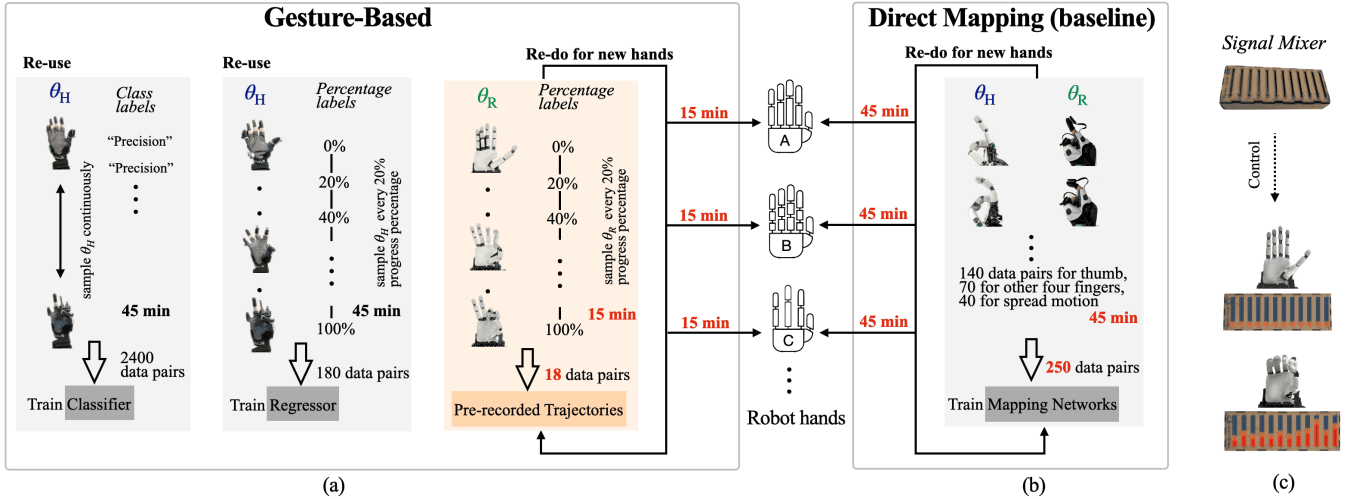 Gesture-Based
Re-use
θH
Class
labels
"Precision"
"Precision"
sample θH continuously
45 min
2400
data pairs
Train Classifier
Re-use
θH
Percentage
labels
0%
20%
40%
100%
sample θH every 20%
progress percentage
45 min
180 data pairs
Train Regressor
Re-do for new hands
θR
Percentage
labels
0%
20%
40%
100%
sample θR every 20%
progress percentage
15 min
18 data pairs
Pre-recorded Trajectories
(a)
15 min
15 min
15 min
A
B
C
Robot hands
45 min
45 min
45 min
Direct Mapping (baseline)
Re-do for new hands
θH
θR
140 data pairs for thumb,
70 for other four fingers,
40 for spread motion
45 min
250 data pairs
Train Mapping Networks
(b)
Signal Mixer
Control
(c)